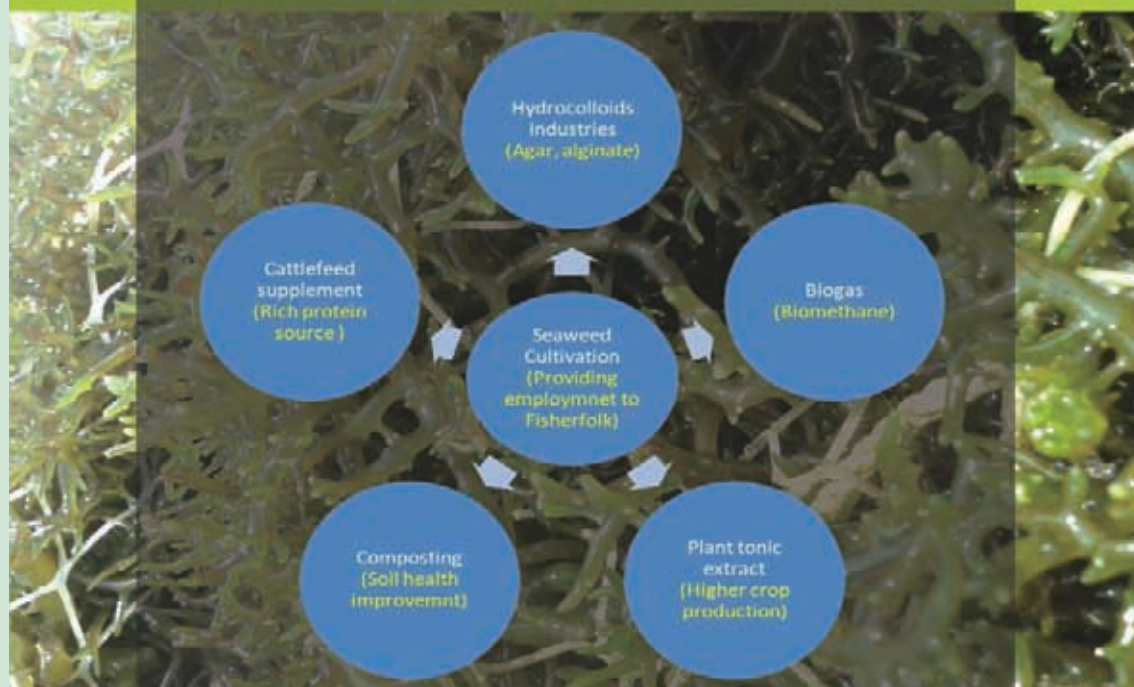 Hydrocolloids
Industries
(Agar, alginate)
Cattlefeed
supplement
(Rich protein
source )
Biogas
(Biomethane)
Seaweed
Cultivation
(Providing
employmnet to
Fisherfolk)
Composting
(Soil health
improvemnt)
Plant tonic
extract
(Higher crop
production)